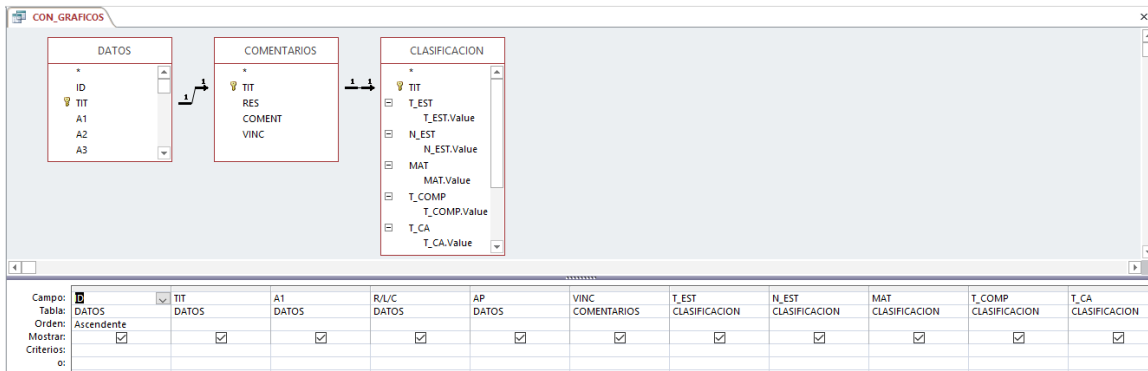 CON_GRAFICOS
DATOS
*
ID
TIT
A1
A2
A3
1 1
COMENTARIOS
*
TIT
RES
COMENT
VINC
1 1
CLASIFICACION
*
TIT
T_EST
T_EST.Value
N_EST
N_EST.Value
MAT
MAT.Value
T_COMP
T_COMP.Value
T_CA
T_CA.Value
Campo: ID TIT A1 R/L/C AP VINC T_EST N_EST MAT T_COMP T_CA
Tabla: DATOS DATOS DATOS DATOS DATOS COMENTARIOS CLASIFICACION CLASIFICACION CLASIFICACION CLASIFICACION CLASIFICACION
Orden: Ascendente
Mostrar:
Criterios:
o: